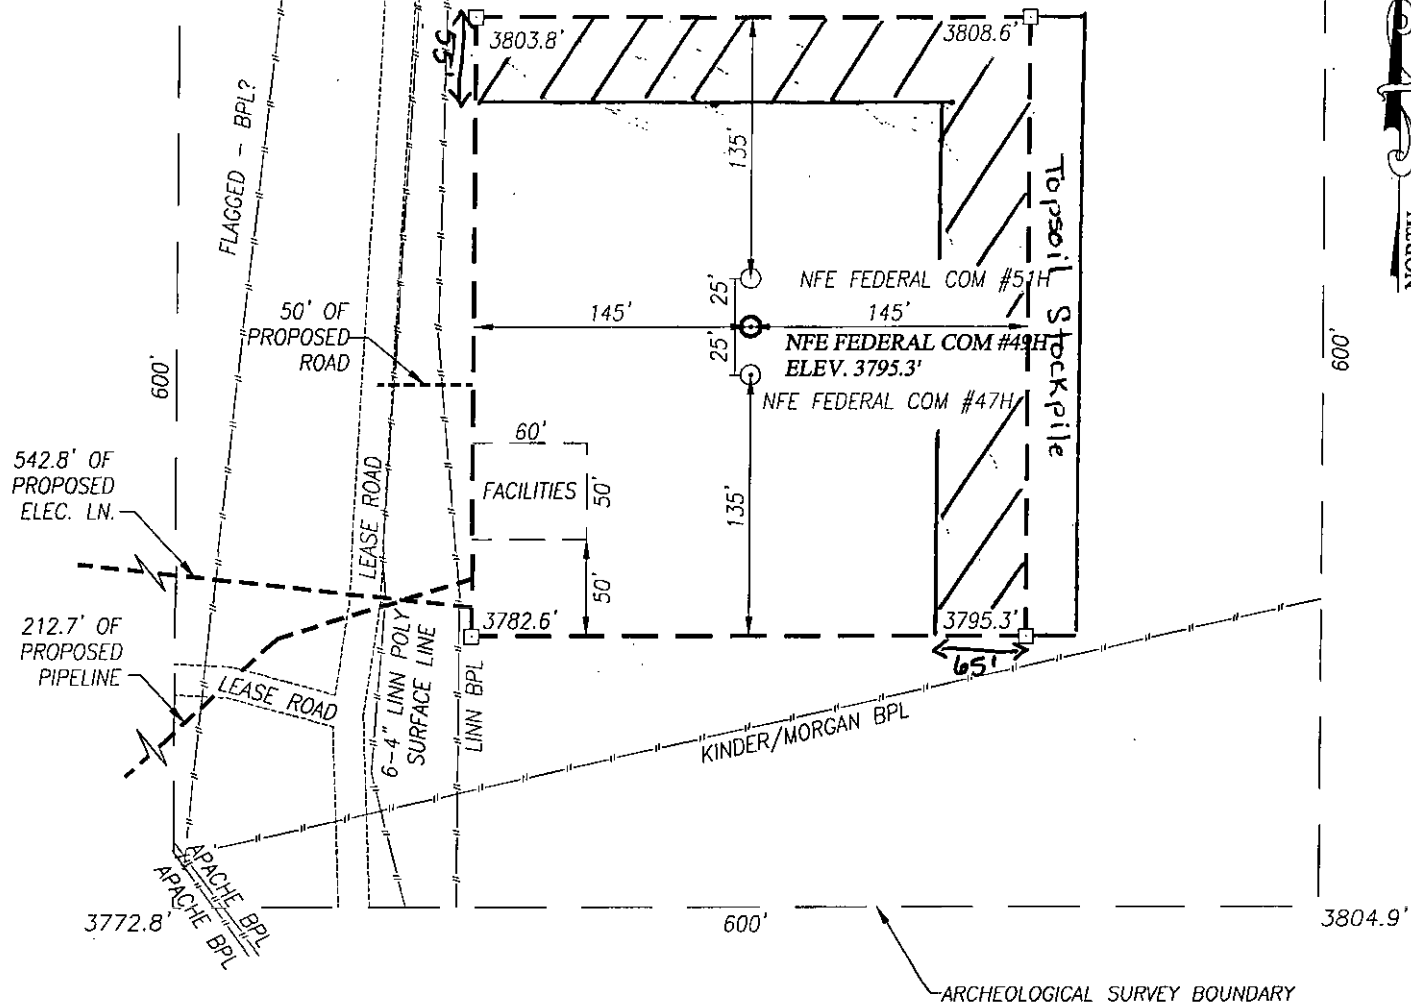 3803.8'
3808.6'
55'
FLAGGED - BPL?
135'
Topsoil Stockpile
NORTH
25'
NFE FEDERAL COM #51H
50' OF
PROPOSED
ROAD
145'
145'
25'
NFE FEDERAL COM #49H
ELEV. 3795.3'
NFE FEDERAL COM #47H
600'
600'
60'
542.8' OF
PROPOSED
ELEC. LN.
LEASE ROAD
FACILITIES
50'
135'
50'
212.7' OF
PROPOSED
PIPELINE
3782.6'
3795.3'
65'
LEASE ROAD
6-4" LINN POLY
SURFACE LINE
LINN BPL
KINDER/MORGAN BPL
APACHE BPL
APACHE BPL
3772.8'
600'
3804.9'
ARCHEOLOGICAL SURVEY BOUNDARY